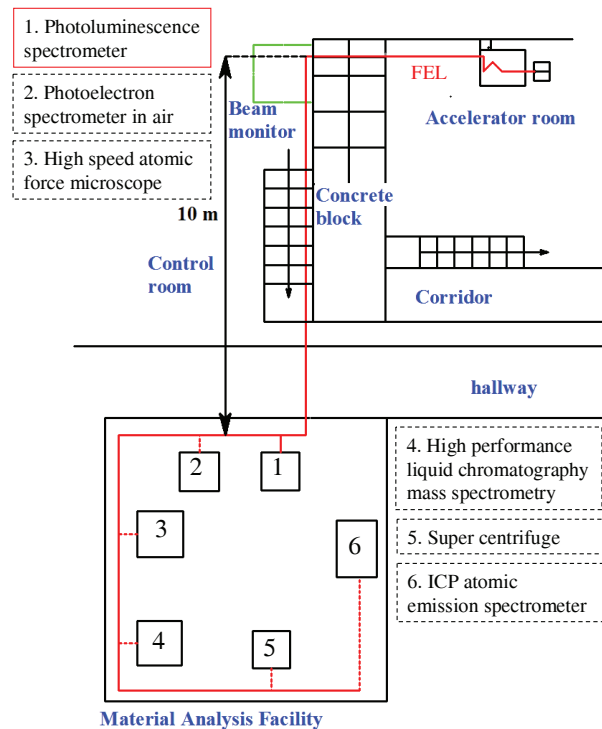 1. Photoluminescence
spectrometer
2. Photoelectron
spectrometer in air
3. High speed atomic
force microscope
FEL
Beam
monitor
Accelerator room
Concrete
block
10 m
Control
room
Corridor
hallway
2
1
3
6
4
5
4. High performance
liquid chromatography
mass spectrometry
5. Super centrifuge
6. ICP atomic
emission spectrometer
Material Analysis Facility